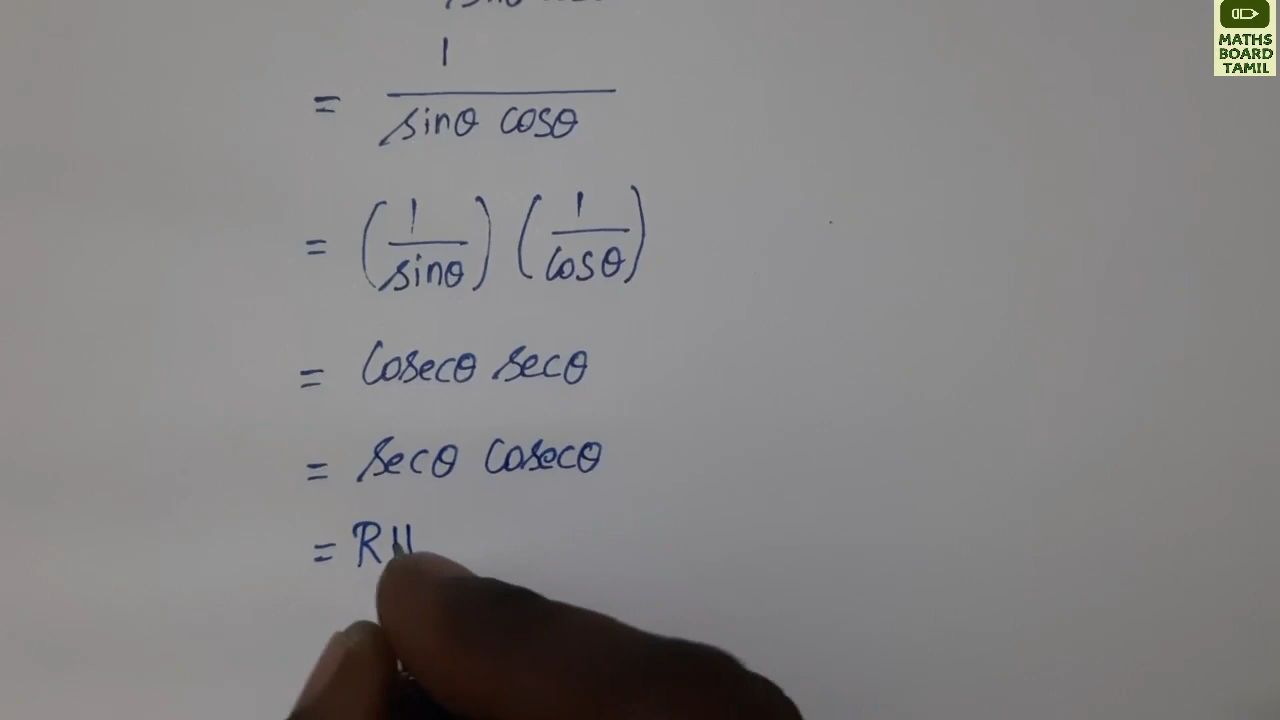 1
= ─────
sinθ cosθ
= (1/sinθ) (1/cosθ)
= Cosecθ secθ
= Secθ Cosecθ
= RH
MATHS
BOARD
TAMIL